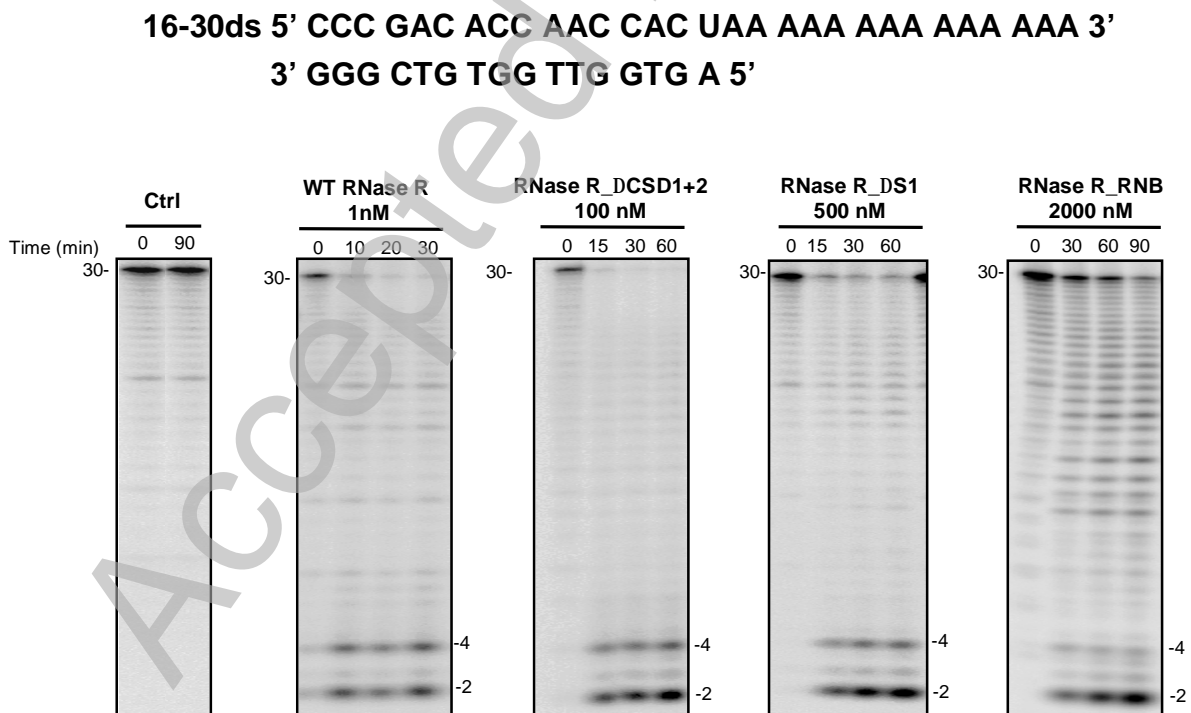 16-30ds 5’ CCC GAC ACC AAC CAC UAA AAA AAA AAA AAA 3’
3’ GGG CTG TGG TTG GTG A 5’
Ctrl
WT RNase R
1nM
RNase R_DCSD1+2
100 nM
RNase R_DS1
500 nM
RNase R_RNB
2000 nM
Time (min)
0 90
0 10 20 30
0 15 30 60
0 15 30 60
0 30 60 90
30-
30-
30-
30-
30-
-4
-4
-4
-4
-2
-2
-2
-2
Accepted